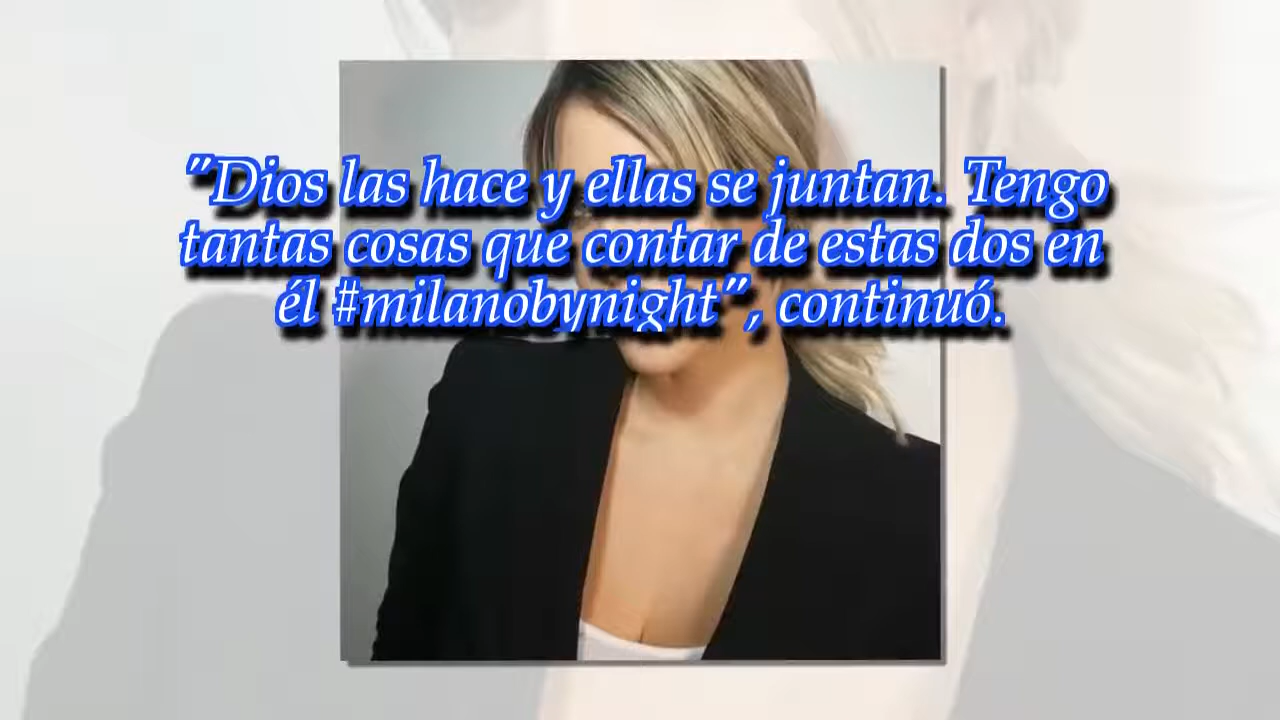 "Dios las hace y ellas se juntan. Tengo
tantas cosas que contar de estas dos en
él #milanobynight", continuó.